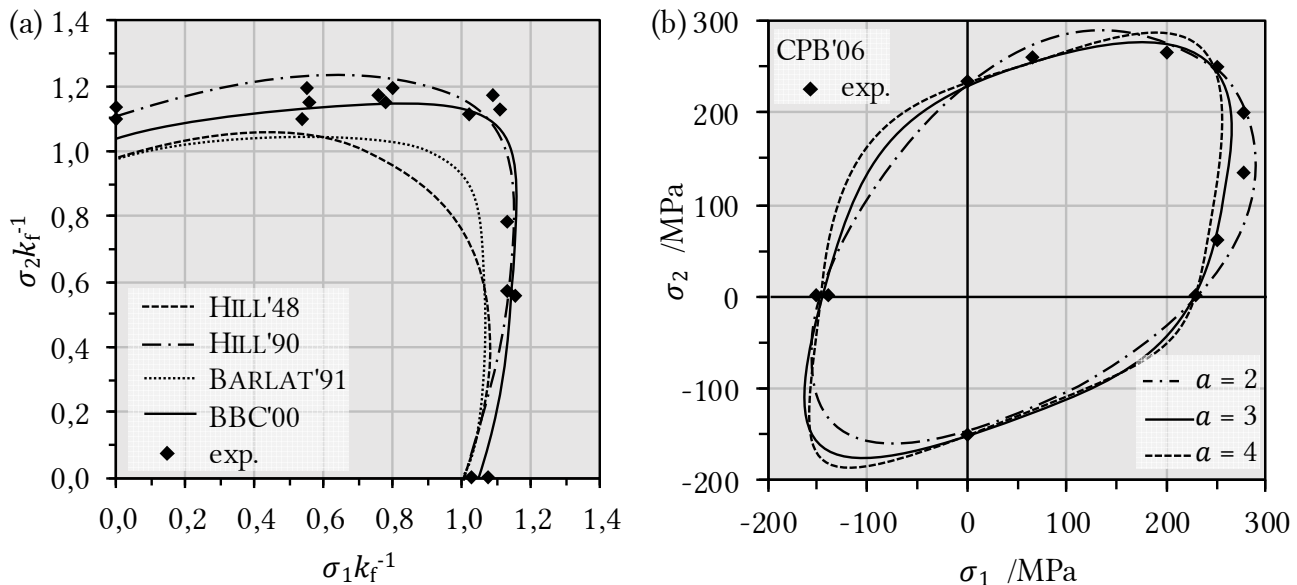 (a)
1,4
1,2
1,0
0,8
0,6
0,4
0,2
0,0
σ₂k_f⁻¹
HILL'48
HILL'90
BARLAT'91
BBC'00
exp.
0,0 0,2 0,4 0,6 0,8 1,0 1,2 1,4
σ₁k_f⁻¹
(b)
300
200
100
0
-100
-200
σ₂ /MPa
CPB'06
exp.
a = 2
a = 3
a = 4
-200 -100 0 100 200 300
σ₁ /MPa